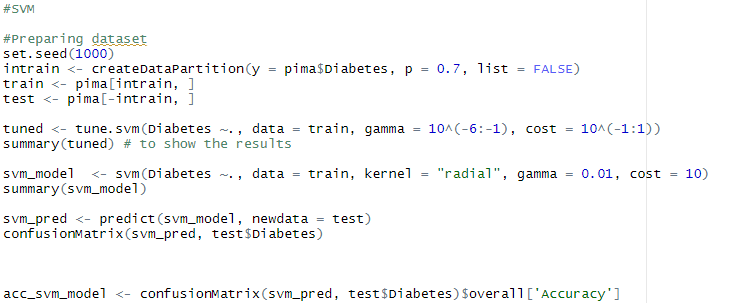 #SVM
#Preparing dataset
set.seed(1000)
intrain <- createDataPartition(y = pima$Diabetes, p = 0.7, list = FALSE)
train <- pima[intrain, ]
test <- pima[-intrain, ]
tuned <- tune.svm(Diabetes ~., data = train, gamma = 10^(-6:-1), cost = 10^(-1:1))
summary(tuned) # to show the results
svm_model  <- svm(Diabetes ~., data = train, kernel = "radial", gamma = 0.01, cost = 10)
summary(svm_model)
svm_pred <- predict(svm_model, newdata = test)
confusionMatrix(svm_pred, test$Diabetes)
acc_svm_model <- confusionMatrix(svm_pred, test$Diabetes)$overall['Accuracy']